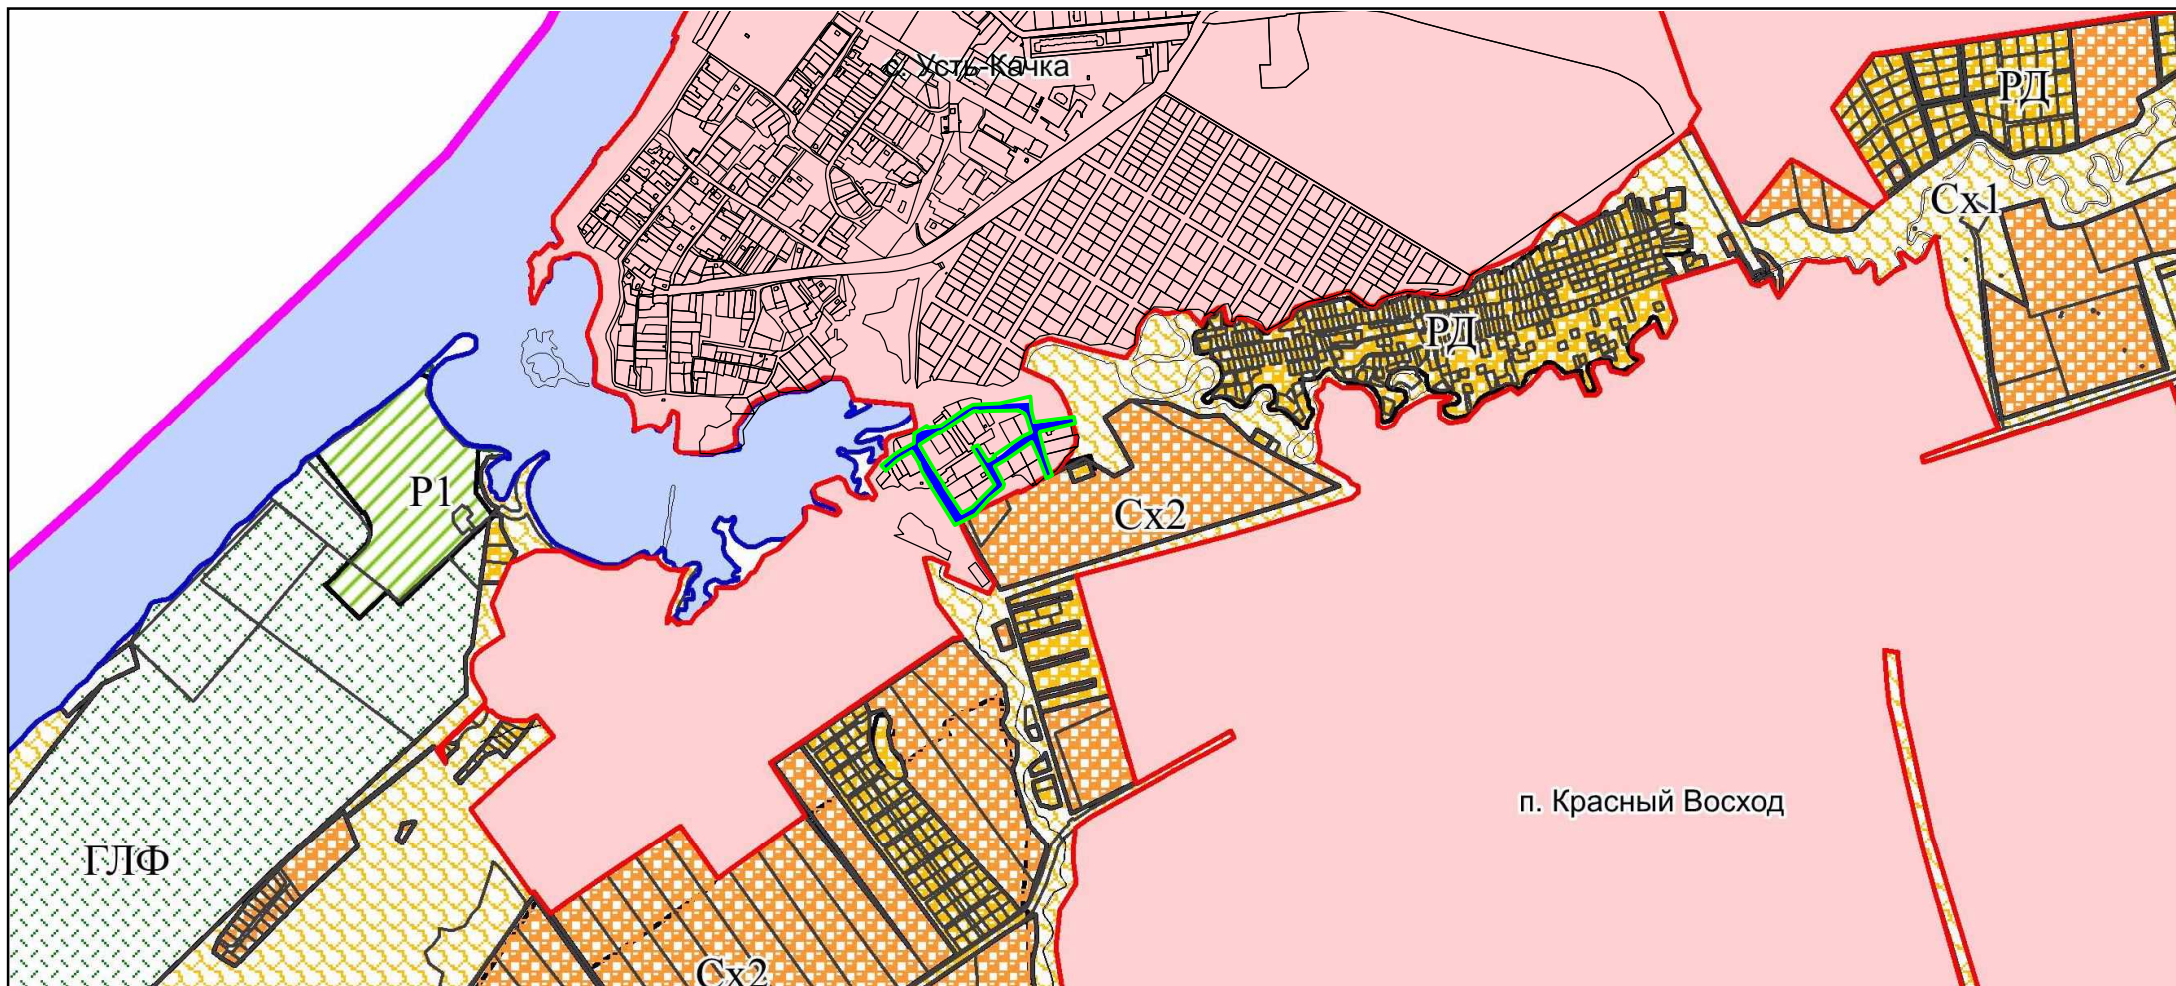 с. Усть-Качка
РД
Сх1
РД
Р1
Сх2
п. Красный Восход
ГЛФ
Сх2